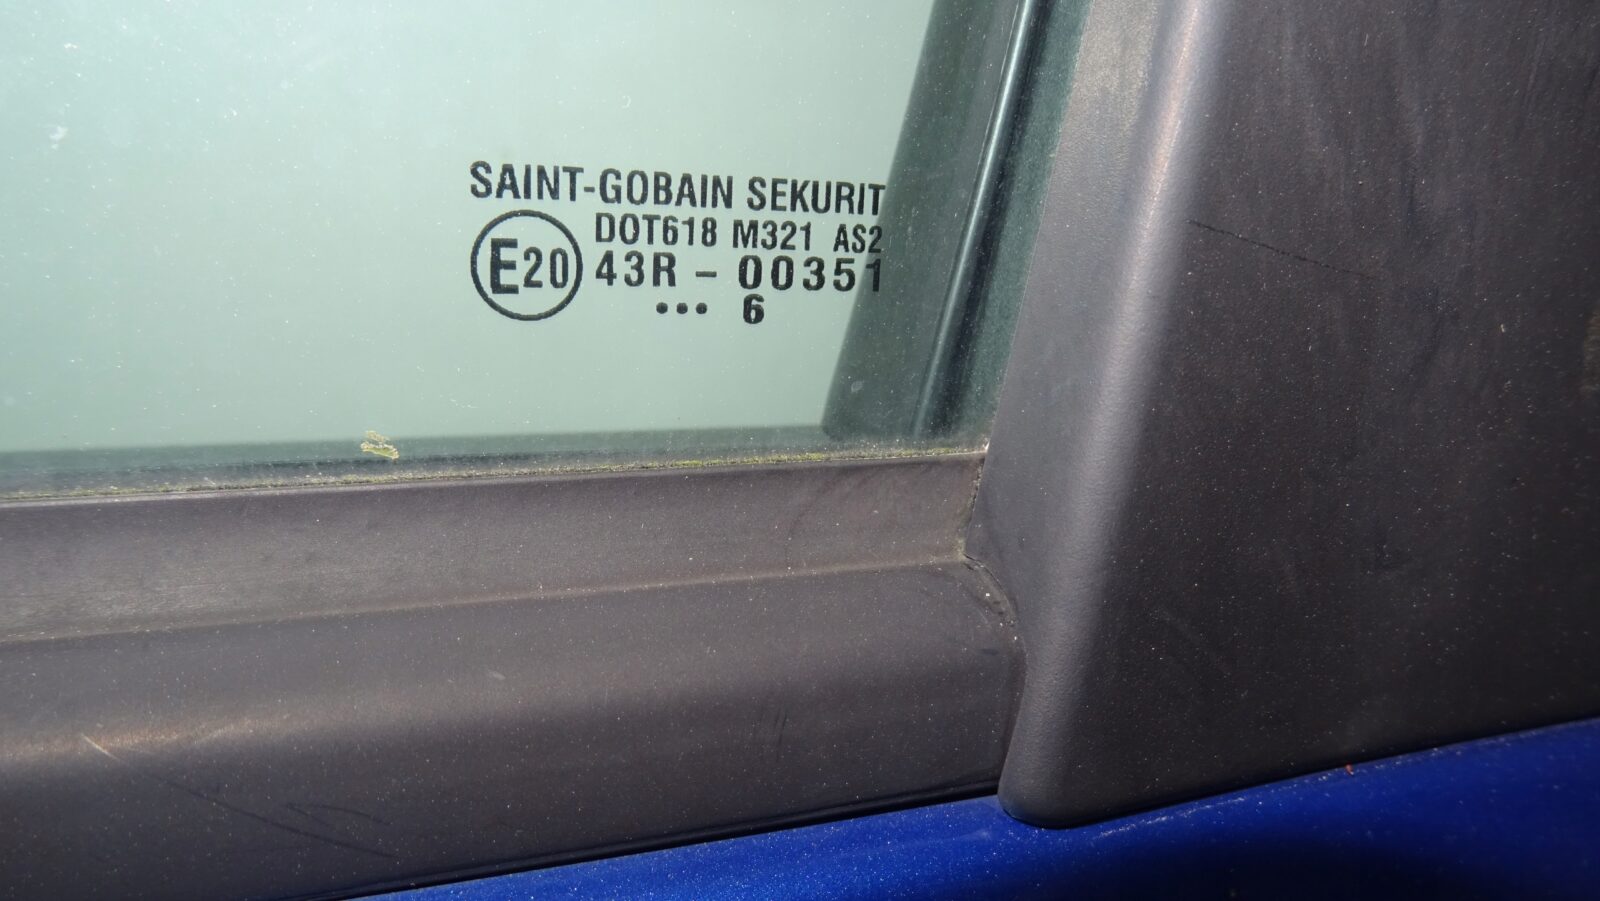 SAINT-GOBAIN SEKURIT
E20
DOT618 M321 AS2
43R - 00351
••• 6